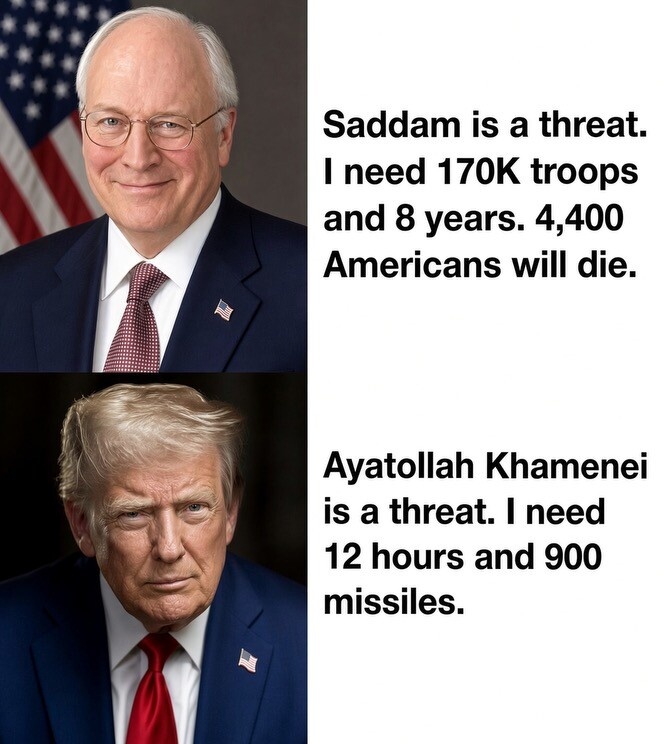 Saddam is a threat.
I need 170K troops
and 8 years. 4,400
Americans will die.
Ayatollah Khamenei
is a threat. I need
12 hours and 900
missiles.